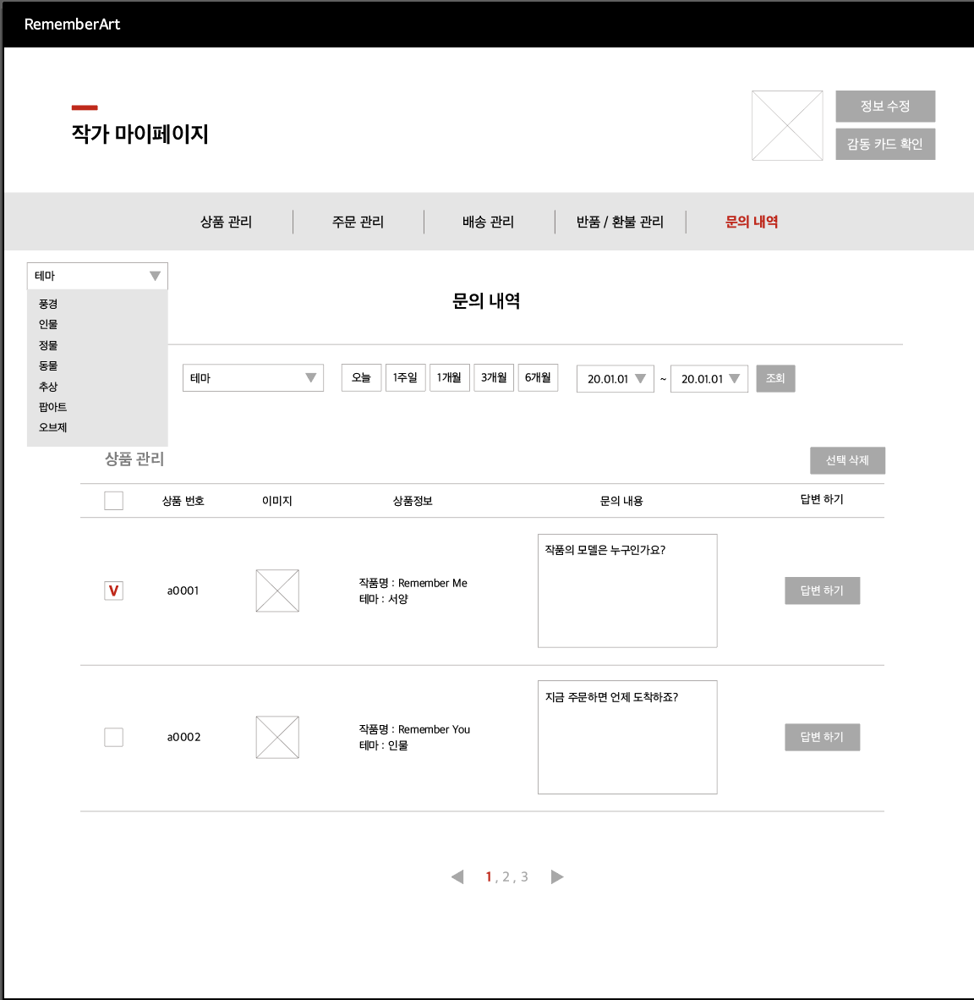 RememberArt
작가 마이페이지
정보 수정
감동 카드 확인
상품 관리
주문 관리
배송 관리
반품 / 환불 관리
문의 내역
테마
풍경
인물
정물
동물
추상
팝아트
오브제
문의 내역
테마
오늘
1주일
1개월
3개월
6개월
20.01.01
~
20.01.01
조회
상품 관리
선택 삭제
상품 번호
이미지
상품정보
문의 내용
답변 하기
V
a0001
작품명 : Remember Me
테마 : 서양
작품의 모델은 누구인가요?
답변 하기
a0002
작품명 : Remember You
테마 : 인물
지금 주문하면 언제 도착하죠?
답변 하기
1 , 2 , 3